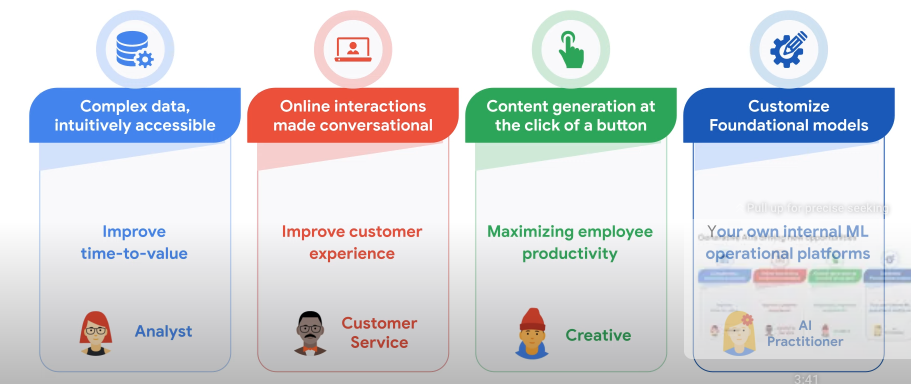 Complex data,
intuitively accessible
Online interactions
made conversational
Content generation at
the click of a button
Customize
Foundational models
Improve
time-to-value
Improve customer
experience
Maximizing employee
productivity
Pull up for precise seeking
Your own internal ML
operational platforms
Analyst
Customer
Service
Creative
AI
Practitioner
3:41